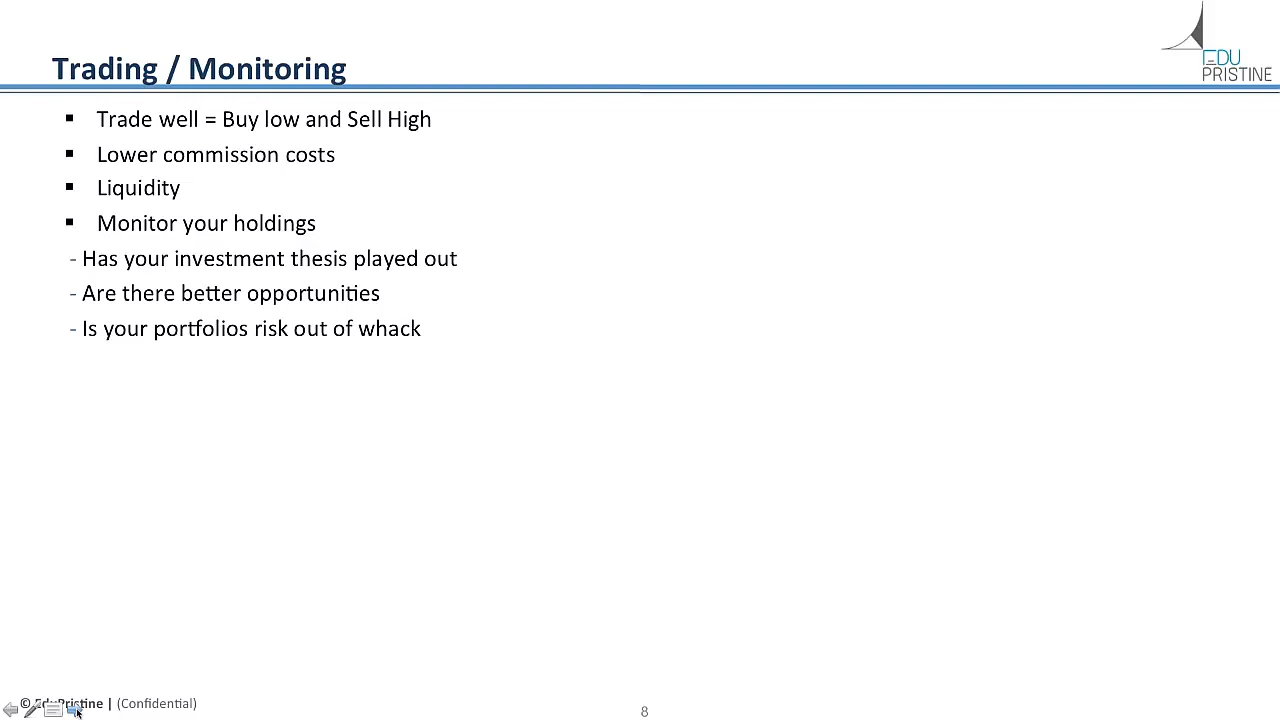 Trading / Monitoring
EDU
PRISTINE
▪ Trade well = Buy low and Sell High
▪ Lower commission costs
▪ Liquidity
▪ Monitor your holdings
- Has your investment thesis played out
- Are there better opportunities
- Is your portfolios risk out of whack
© EduPristine | (Confidential)
8